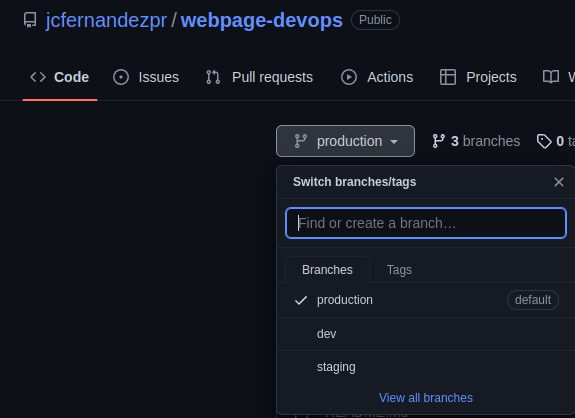 jcfernandezpr / webpage-devops Public
Code Issues Pull requests Actions Projects W
production 3 branches 0 ta
Switch branches/tags
Find or create a branch...
Branches Tags
production default
dev
staging
View all branches